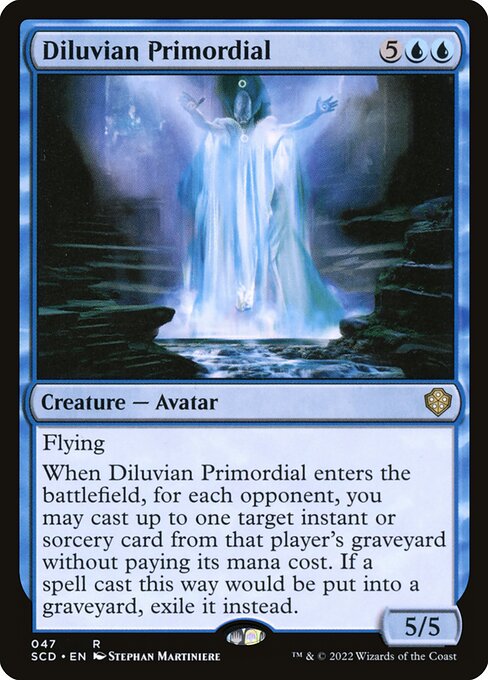 Diluvian Primordial 5
Creature — Avatar
Flying
When Diluvian Primordial enters the
battlefield, for each opponent, you
may cast up to one target instant or
sorcery card from that player's graveyard
without paying its mana cost. If a
spell cast this way would be put into a
graveyard, exile it instead.
5/5
047 R
SCD • EN Stephan Martiniere
™ & © 2022 Wizards of the Coast